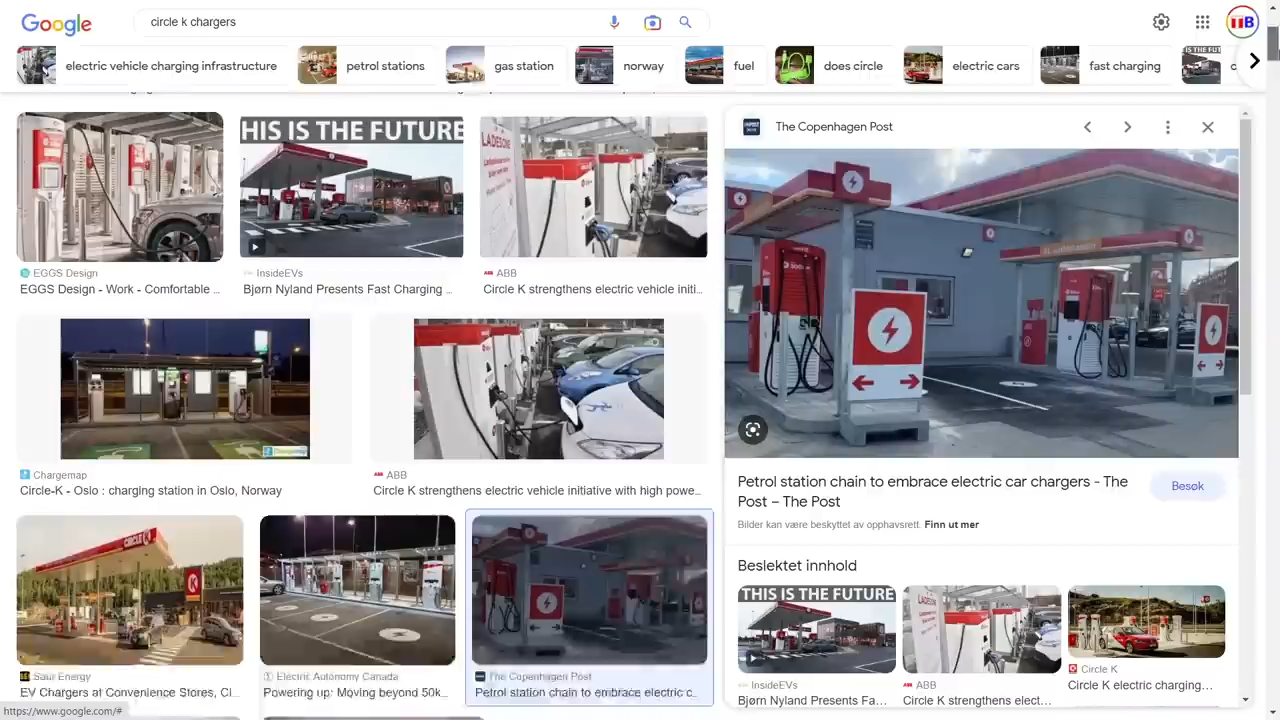 Google
circle k chargers
electric vehicle charging infrastructure
petrol stations
gas station
norway
fuel
does circle
electric cars
fast charging
THIS IS THE FUTURE
EGGS Design
EGGS Design - Work - Comfortable ...
InsideEVs
Bjørn Nyland Presents Fast Charging ...
ABB
Circle K strengthens electric vehicle initi...
Chargemap
Circle-K - Oslo : charging station in Oslo, Norway
ABB
Circle K strengthens electric vehicle initiative with high powe...
Saur Energy
EV Chargers at Convenience Stores, Ci...
Electric Autonomy Canada
Powering up: Moving beyond 50k...
The Copenhagen Post
Petrol station chain to embrace electric c...
https://www.google.com/#
The Copenhagen Post
Petrol station chain to embrace electric car chargers - The
Post – The Post
Besøk
Bilder kan være beskyttet av opphavsrett. Finn ut mer
Beslektet innhold
THIS IS THE FUTURE
InsideEVs
Bjørn Nyland Presents Fa...
ABB
Circle K strengthens elect...
Circle K
Circle K electric charging...